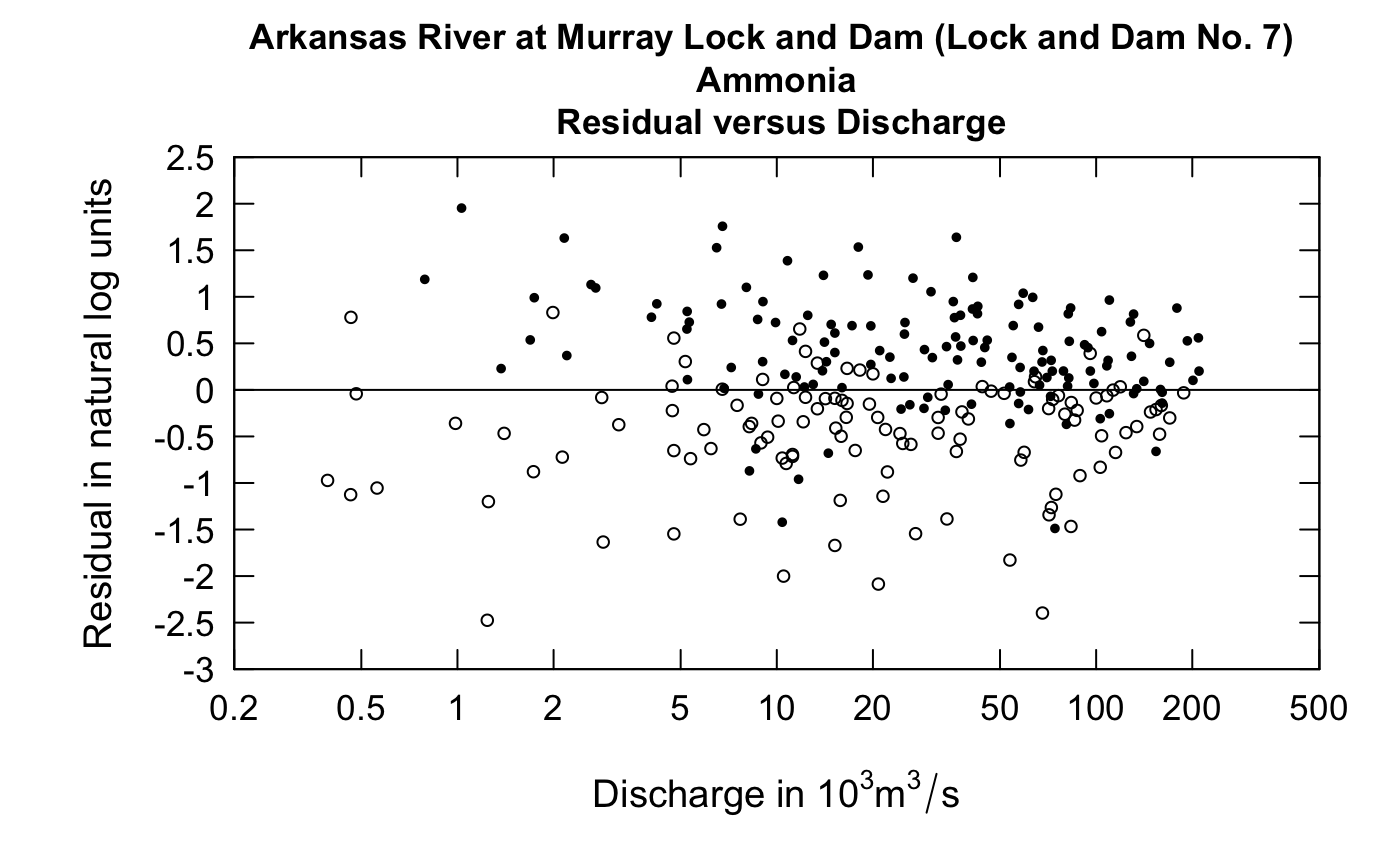 Arkansas River at Murray Lock and Dam (Lock and Dam No. 7)
Ammonia
Residual versus Discharge
Residual in natural log units
2.5
2
1.5
1
0.5
0
-0.5
-1
-1.5
-2
-2.5
-3
0.2 0.5 1 2 5 10 20 50 100 200 500
Discharge in 10³m³/s